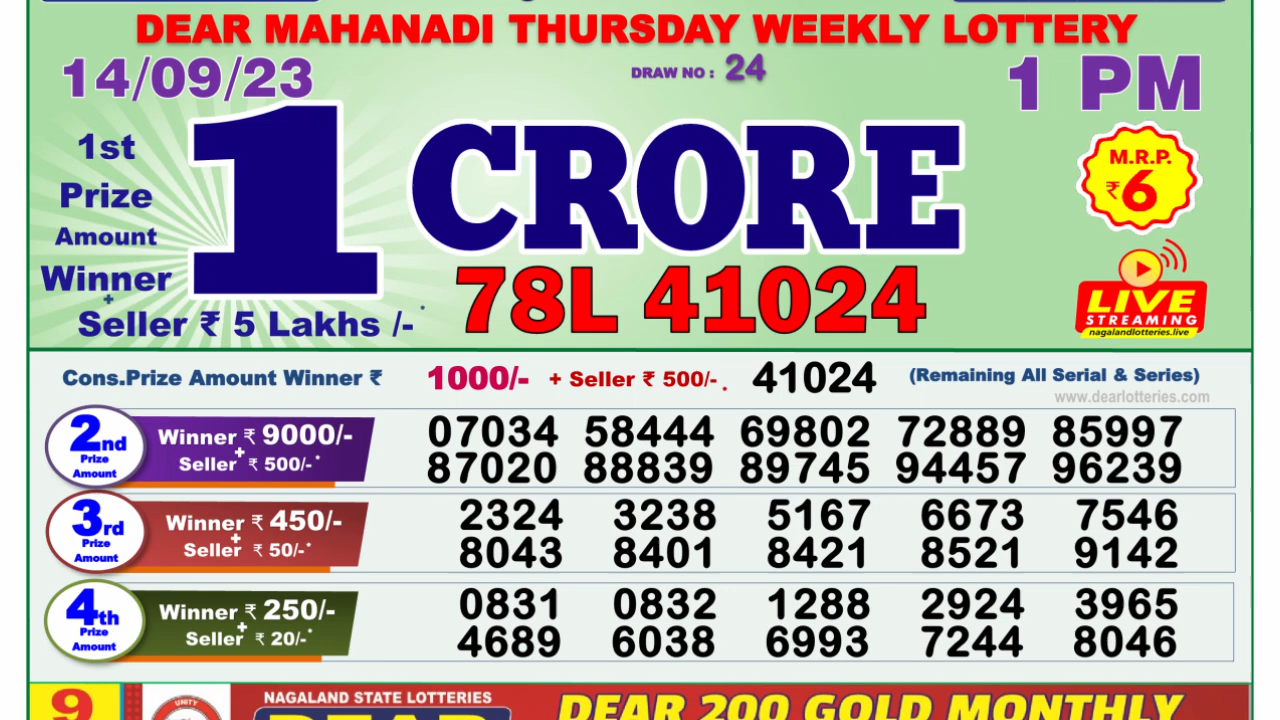 DEAR MAHANADI THURSDAY WEEKLY LOTTERY
14/09/23
DRAW NO : 24
1 PM
1st
Prize
Amount
Winner
+
Seller ₹ 5 Lakhs /-*
1 CRORE
78L 41024
M.R.P.
₹6
LIVE
STREAMING
nagalandlotteries.live
Cons.Prize Amount Winner ₹ 1000/- + Seller ₹ 500/- . 41024 (Remaining All Serial & Series)
www.dearlotteries.com
2nd
Prize
Amount
Winner ₹ 9000/-
+
Seller ₹ 500/-*
07034 58444 69802 72889 85997
87020 88839 89745 94457 96239
3rd
Prize
Amount
Winner ₹ 450/-
+
Seller ₹ 50/-*
2324 3238 5167 6673 7546
8043 8401 8421 8521 9142
4th
Prize
Amount
Winner ₹ 250/-
+
Seller ₹ 20/-*
0831 0832 1288 2924 3965
4689 6038 6993 7244 8046
9
UNITY
NAGALAND STATE LOTTERIES
DEAR
DEAR 200 GOLD MONTHLY